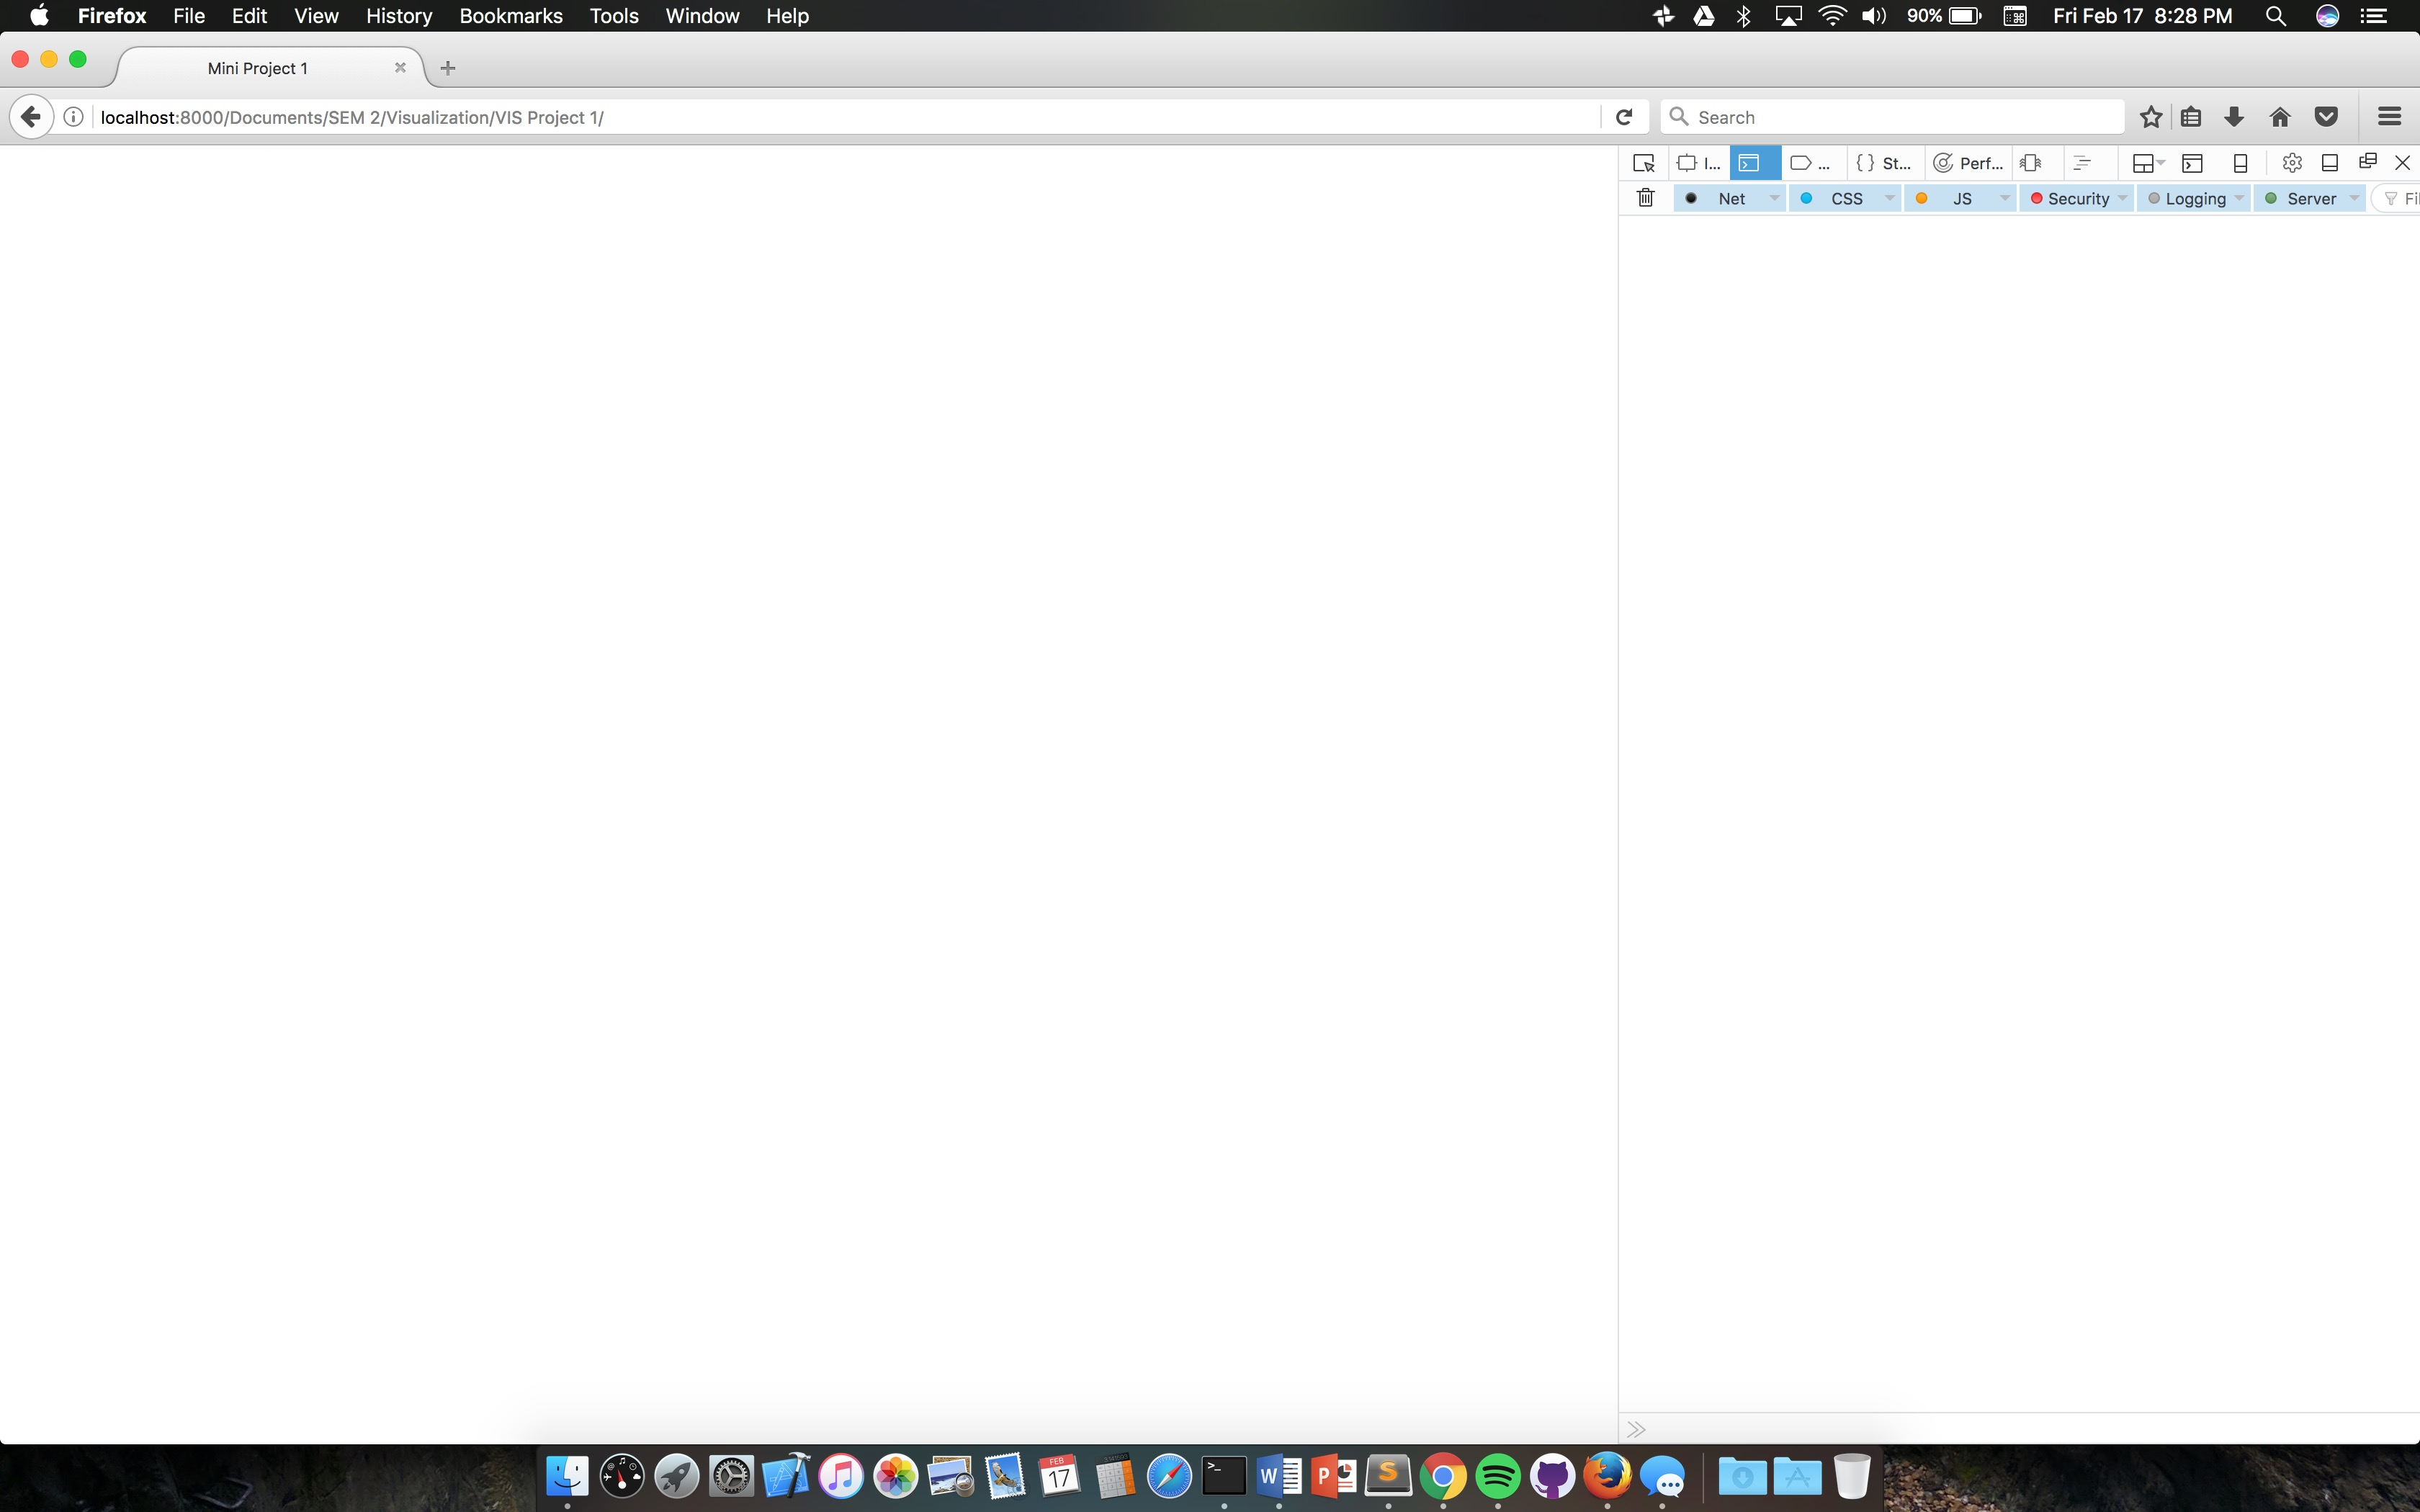 Firefox File Edit View History Bookmarks Tools Window Help 90% Fri Feb 17 8:28 PM
Mini Project 1
localhost:8000/Documents/SEM 2/Visualization/VIS Project 1/ Search
I... ... St... Perf...
Net CSS JS Security Logging Server Fil
FEB
17
W
P
S